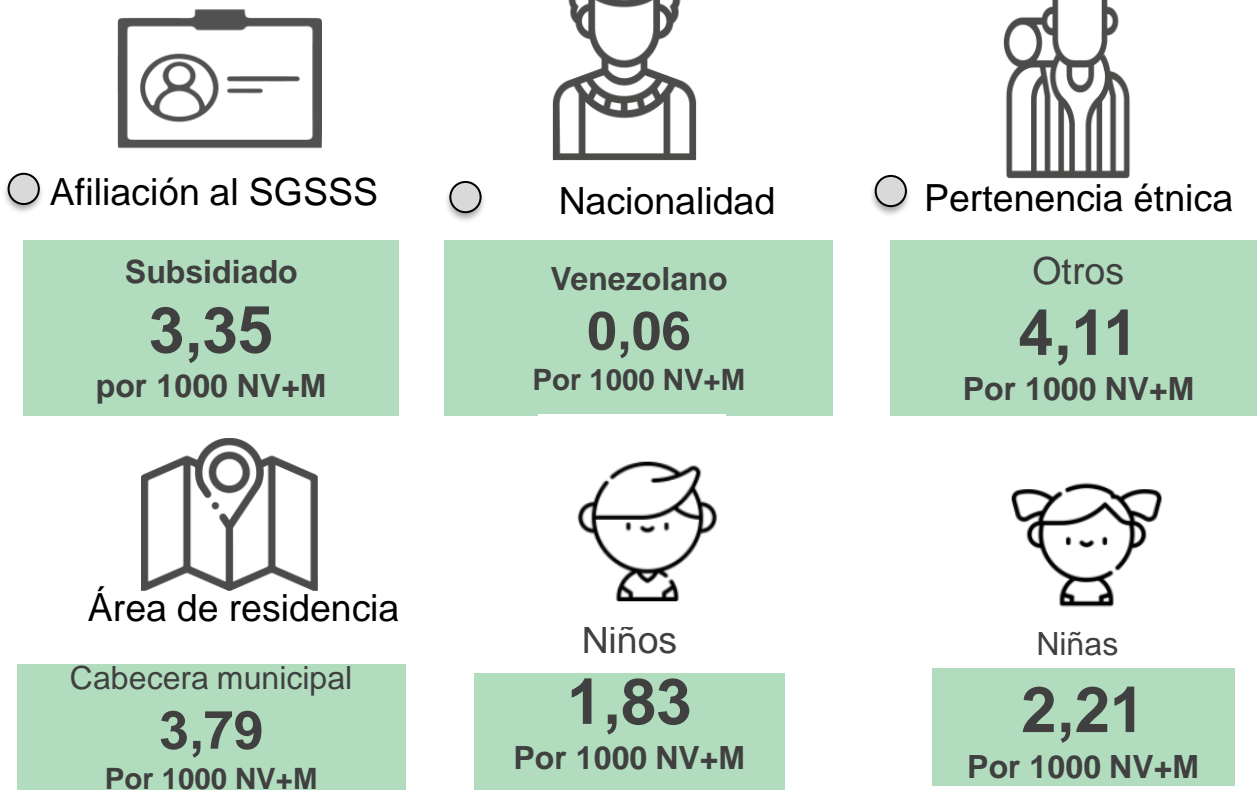 Afiliación al SGSSS
Subsidiado
3,35
por 1000 NV+M
Nacionalidad
Venezolano
0,06
Por 1000 NV+M
Pertenencia étnica
Otros
4,11
Por 1000 NV+M
Área de residencia
Cabecera municipal
3,79
Por 1000 NV+M
Niños
1,83
Por 1000 NV+M
Niñas
2,21
Por 1000 NV+M